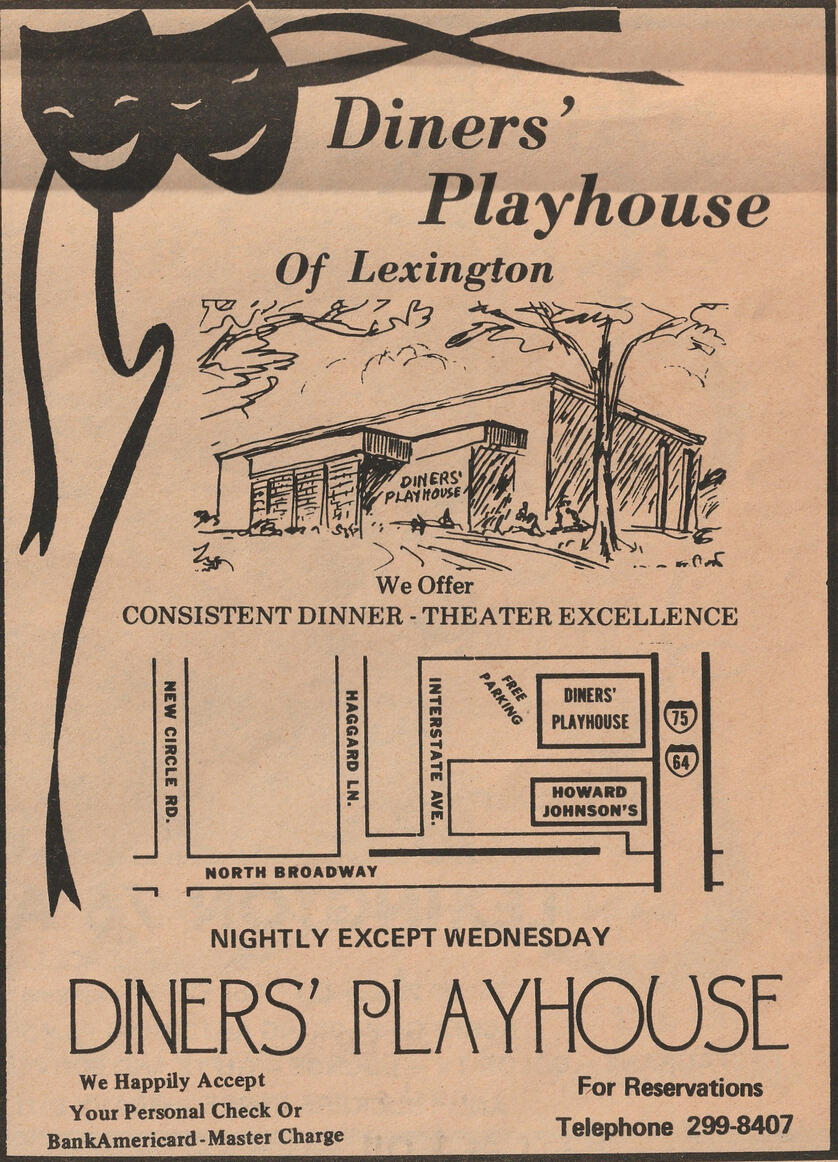 Diners'
Playhouse
Of Lexington
DINERS'
PLAYHOUSE
We Offer
CONSISTENT DINNER - THEATER EXCELLENCE
NEW CIRCLE RD.
HAGGARD LN.
INTERSTATE AVE.
FREE
PARKING
DINERS'
PLAYHOUSE
75
64
HOWARD
JOHNSON'S
NORTH BROADWAY
NIGHTLY EXCEPT WEDNESDAY
DINERS' PLAYHOUSE
We Happily Accept
Your Personal Check Or
BankAmericard - Master Charge
For Reservations
Telephone 299-8407